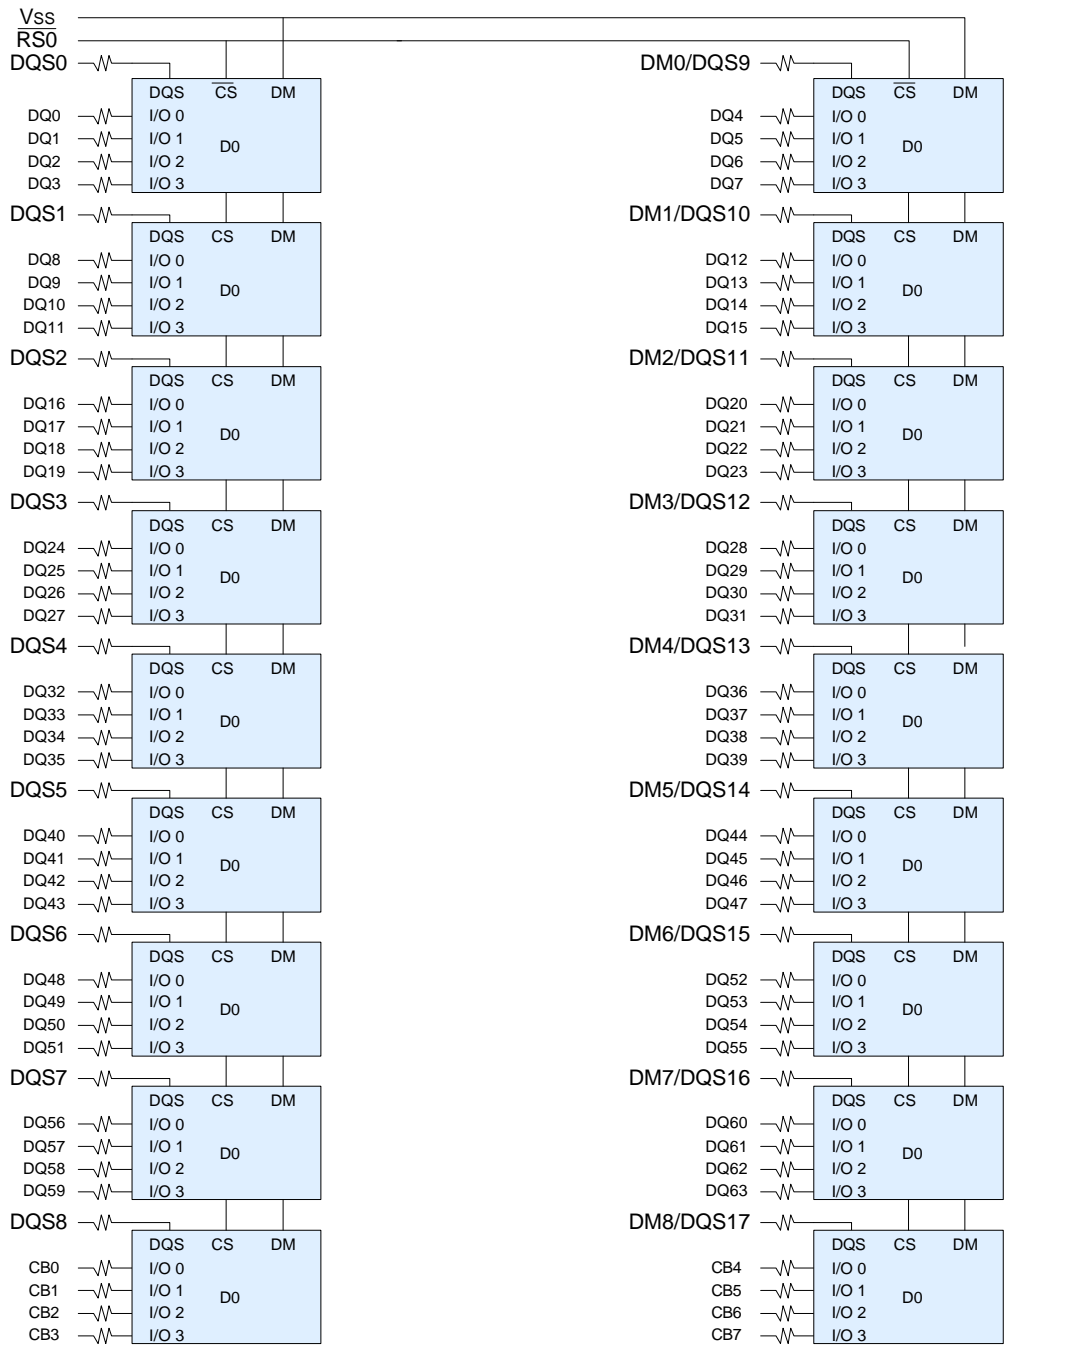 Vss
RS0
DQS0
DQS CS DM
DQ0 I/O 0
DQ1 I/O 1
D0
DQ2 I/O 2
DQ3 I/O 3
DQS1
DQS CS DM
DQ8 I/O 0
DQ9 I/O 1
D0
DQ10 I/O 2
DQ11 I/O 3
DQS2
DQS CS DM
DQ16 I/O 0
DQ17 I/O 1
D0
DQ18 I/O 2
DQ19 I/O 3
DQS3
DQS CS DM
DQ24 I/O 0
DQ25 I/O 1
D0
DQ26 I/O 2
DQ27 I/O 3
DQS4
DQS CS DM
DQ32 I/O 0
DQ33 I/O 1
D0
DQ34 I/O 2
DQ35 I/O 3
DQS5
DQS CS DM
DQ40 I/O 0
DQ41 I/O 1
D0
DQ42 I/O 2
DQ43 I/O 3
DQS6
DQS CS DM
DQ48 I/O 0
DQ49 I/O 1
D0
DQ50 I/O 2
DQ51 I/O 3
DQS7
DQS CS DM
DQ56 I/O 0
DQ57 I/O 1
D0
DQ58 I/O 2
DQ59 I/O 3
DQS8
DQS CS DM
CB0 I/O 0
CB1 I/O 1
D0
CB2 I/O 2
CB3 I/O 3
DM0/DQS9
DQS CS DM
DQ4 I/O 0
DQ5 I/O 1
D0
DQ6 I/O 2
DQ7 I/O 3
DM1/DQS10
DQS CS DM
DQ12 I/O 0
DQ13 I/O 1
D0
DQ14 I/O 2
DQ15 I/O 3
DM2/DQS11
DQS CS DM
DQ20 I/O 0
DQ21 I/O 1
D0
DQ22 I/O 2
DQ23 I/O 3
DM3/DQS12
DQS CS DM
DQ28 I/O 0
DQ29 I/O 1
D0
DQ30 I/O 2
DQ31 I/O 3
DM4/DQS13
DQS CS DM
DQ36 I/O 0
DQ37 I/O 1
D0
DQ38 I/O 2
DQ39 I/O 3
DM5/DQS14
DQS CS DM
DQ44 I/O 0
DQ45 I/O 1
D0
DQ46 I/O 2
DQ47 I/O 3
DM6/DQS15
DQS CS DM
DQ52 I/O 0
DQ53 I/O 1
D0
DQ54 I/O 2
DQ55 I/O 3
DM7/DQS16
DQS CS DM
DQ60 I/O 0
DQ61 I/O 1
D0
DQ62 I/O 2
DQ63 I/O 3
DM8/DQS17
DQS CS DM
CB4 I/O 0
CB5 I/O 1
D0
CB6 I/O 2
CB7 I/O 3